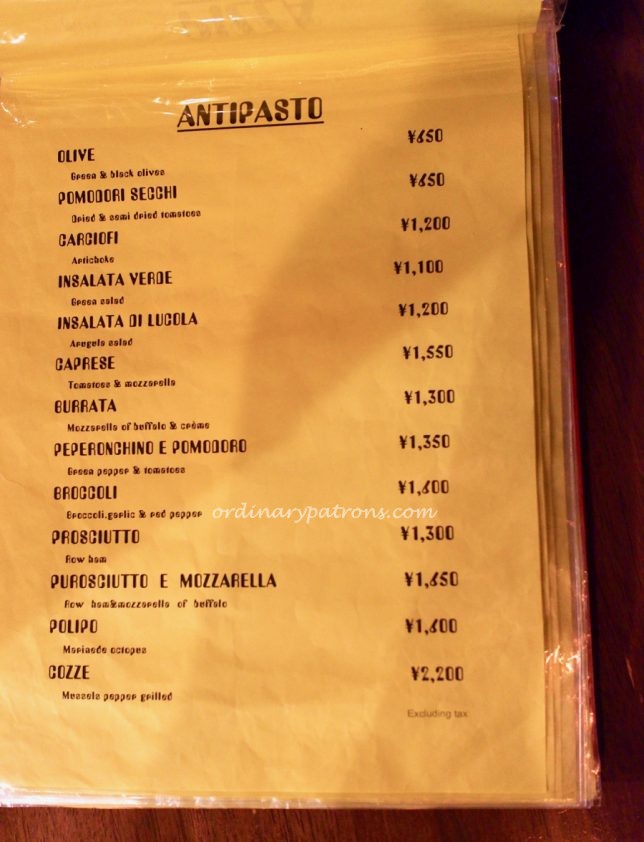 ANTIPASTO
OLIVE ¥650
Green & black olives
POMODORI SECCHI ¥650
Dried & semi dried tomatoes
CARCIOFI ¥1,200
Artichoke
INSALATA VERDE ¥1,100
Green salad
INSALATA DI LUCOLA ¥1,200
Arugula salad
CAPRESE ¥1,550
Tomatoes & mozzarella
BURRATA ¥1,300
Mozzarella of buffalo & crème
PEPERONCHINO E POMODORO ¥1,350
Green pepper & tomatoes
BROCCOLI ¥1,600
Broccoli,garlic & red pepper
ordinarypatrons.com
PROSCIUTTO ¥1,300
Row ham
PUROSCIUTTO E MOZZARELLA ¥1,650
Row ham&mozzarella of buffalo
POLIPO ¥1,600
Marinade octopus
COZZE ¥2,200
Mussels pepper grilled
Excluding tax